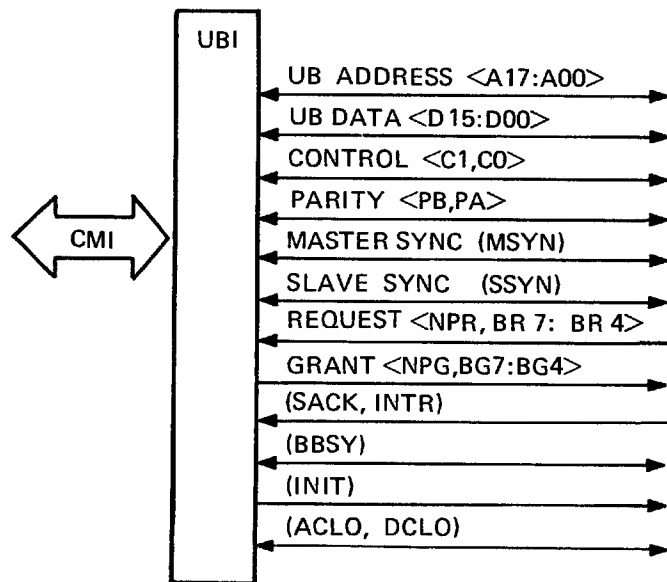 UBI
UB ADDRESS <A17:A00>
UB DATA <D15:D00>
CONTROL <C1,C0>
PARITY <PB,PA>
CMI
MASTER SYNC (MSYN)
SLAVE SYNC (SSYN)
REQUEST <NPR, BR 7: BR 4>
GRANT <NPG,BG7:BG4>
(SACK, INTR)
(BBSY)
(INIT)
(ACLO, DCLO)